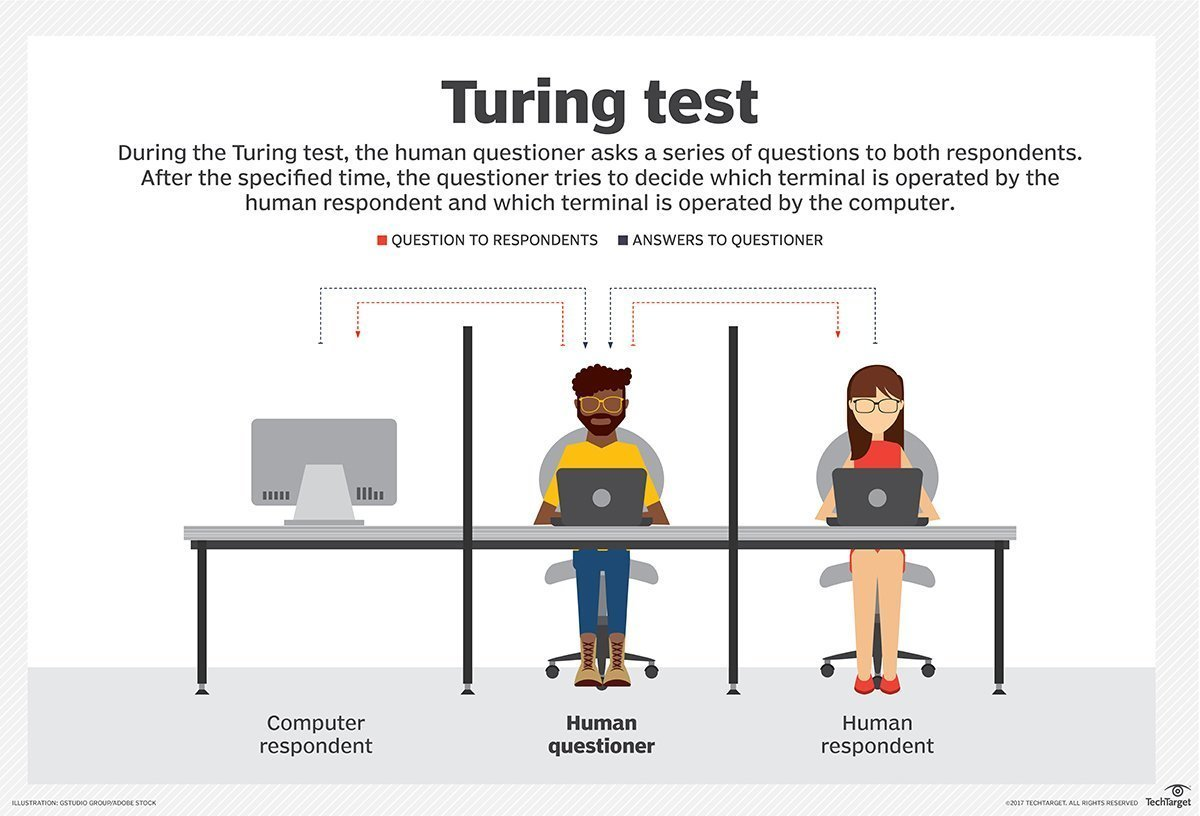 Turing test
During the Turing test, the human questioner asks a series of questions to both respondents.
After the specified time, the questioner tries to decide which terminal is operated by the
human respondent and which terminal is operated by the computer.
QUESTION TO RESPONDENTS ANSWERS TO QUESTIONER
Computer
respondent
Human
questioner
Human
respondent
ILLUSTRATION: GSTUDIO GROUP/ADOBE STOCK
©2017 TECHTARGET. ALL RIGHTS RESERVED TechTarget